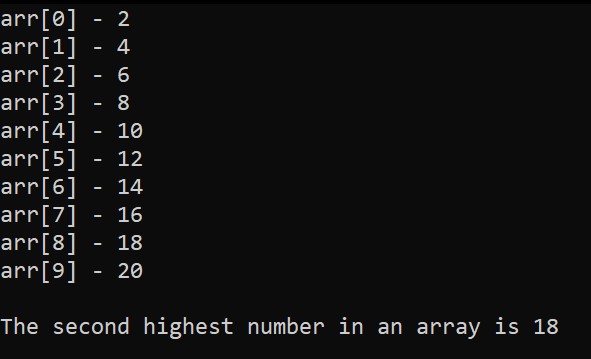 arr[0] - 2
arr[1] - 4
arr[2] - 6
arr[3] - 8
arr[4] - 10
arr[5] - 12
arr[6] - 14
arr[7] - 16
arr[8] - 18
arr[9] - 20
The second highest number in an array is 18